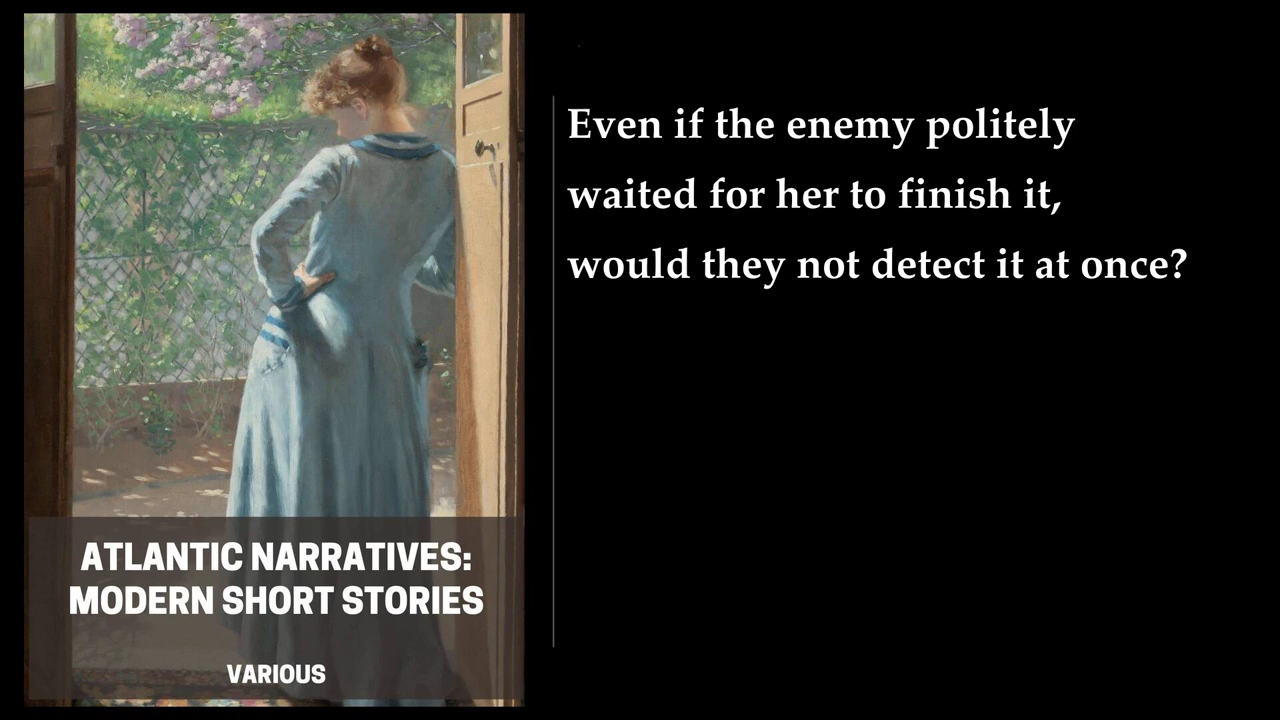 Even if the enemy politely
waited for her to finish it,
would they not detect it at once?
ATLANTIC NARRATIVES:
MODERN SHORT STORIES
VARIOUS